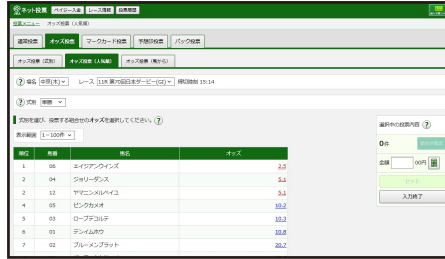 ネット投票 ペイジー入金 レース情報 投票履歴
投票メニュー オッズ投票（人気順）
通常投票 オッズ投票 マークカード投票 予想印投票 パック投票
オッズ投票（式別） オッズ投票（人気順） オッズ投票（馬から）
? 場名 中京(木) レース 11R 第70回日本ダービー(GI) 締切時刻 15:14
? 式別 単勝
式別を選び、投票する組合せのオッズを選択してください。?
表示範囲 1～100件
順位 馬番 馬名 オッズ
1 06 エイシアンウインズ 2.5
2 04 ショリーダンス 5.1
2 12 ヤマニンメルベイユ 5.1
4 05 ピンクカメオ 10.2
5 03 ローブデコルテ 10.3
6 01 テンイムホウ 10.8
7 02 ブルーメンブラット 20.7
選択中の投票内容 ?
0件
金額 00円
セット
入力終了